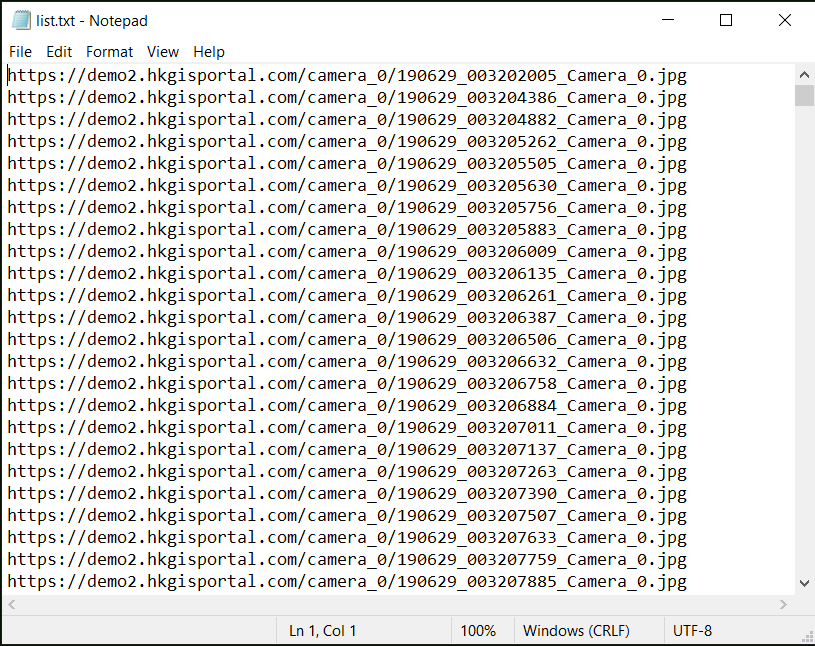 list.txt - Notepad
File Edit Format View Help
https://demo2.hkgisportal.com/camera_0/190629_003202005_Camera_0.jpg
https://demo2.hkgisportal.com/camera_0/190629_003204386_Camera_0.jpg
https://demo2.hkgisportal.com/camera_0/190629_003204882_Camera_0.jpg
https://demo2.hkgisportal.com/camera_0/190629_003205262_Camera_0.jpg
https://demo2.hkgisportal.com/camera_0/190629_003205505_Camera_0.jpg
https://demo2.hkgisportal.com/camera_0/190629_003205630_Camera_0.jpg
https://demo2.hkgisportal.com/camera_0/190629_003205756_Camera_0.jpg
https://demo2.hkgisportal.com/camera_0/190629_003205883_Camera_0.jpg
https://demo2.hkgisportal.com/camera_0/190629_003206009_Camera_0.jpg
https://demo2.hkgisportal.com/camera_0/190629_003206135_Camera_0.jpg
https://demo2.hkgisportal.com/camera_0/190629_003206261_Camera_0.jpg
https://demo2.hkgisportal.com/camera_0/190629_003206387_Camera_0.jpg
https://demo2.hkgisportal.com/camera_0/190629_003206506_Camera_0.jpg
https://demo2.hkgisportal.com/camera_0/190629_003206632_Camera_0.jpg
https://demo2.hkgisportal.com/camera_0/190629_003206758_Camera_0.jpg
https://demo2.hkgisportal.com/camera_0/190629_003206884_Camera_0.jpg
https://demo2.hkgisportal.com/camera_0/190629_003207011_Camera_0.jpg
https://demo2.hkgisportal.com/camera_0/190629_003207137_Camera_0.jpg
https://demo2.hkgisportal.com/camera_0/190629_003207263_Camera_0.jpg
https://demo2.hkgisportal.com/camera_0/190629_003207390_Camera_0.jpg
https://demo2.hkgisportal.com/camera_0/190629_003207507_Camera_0.jpg
https://demo2.hkgisportal.com/camera_0/190629_003207633_Camera_0.jpg
https://demo2.hkgisportal.com/camera_0/190629_003207759_Camera_0.jpg
https://demo2.hkgisportal.com/camera_0/190629_003207885_Camera_0.jpg
Ln 1, Col 1 100% Windows (CRLF) UTF-8